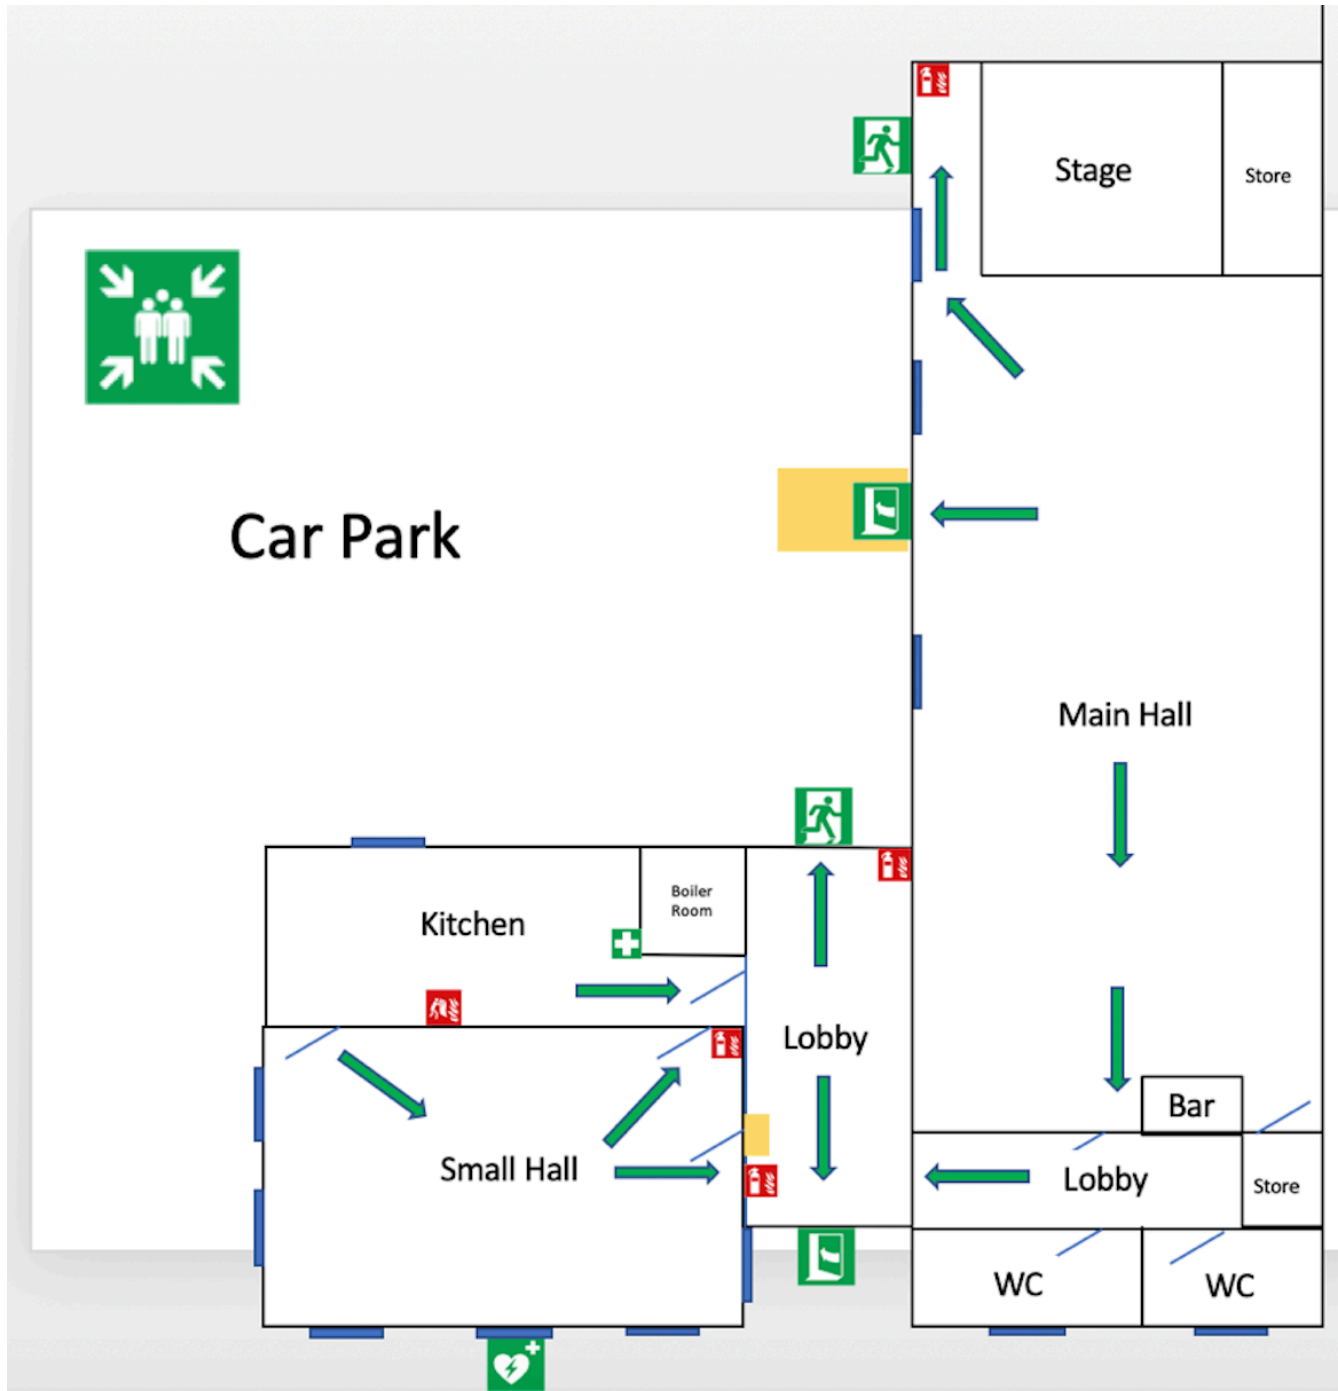 Stage
Store
Car Park
Main Hall
Boiler
Room
Kitchen
Lobby
Bar
Small Hall
Lobby
Store
WC
WC